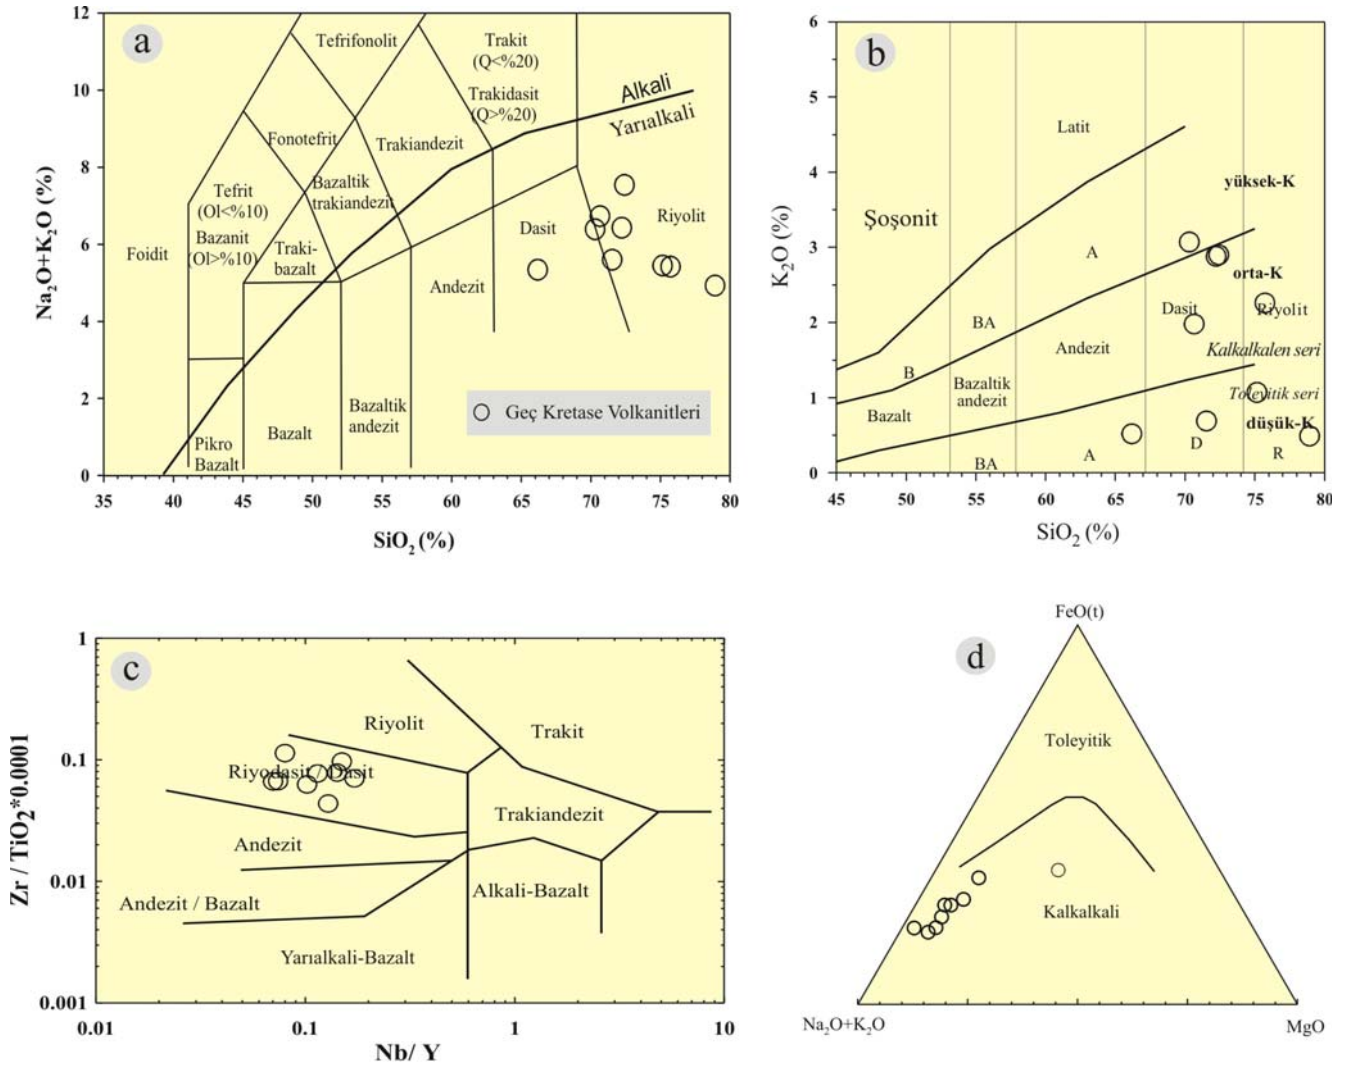 a
12
10
8
6
4
2
0
Na2O+K2O (%)
Tefrifonolit
Trakit
(Q<%20)
Trakidasit
(Q>%20)
Alkali
Yarıalkali
Fonotefrit
Trakiandezit
Tefrit
(Ol<%10)
Bazanit
(Ol>%10)
Bazaltik
trakiandezit
Foidit
Traki-
bazalt
Dasit
Riyolit
Andezit
Pikro
Bazalt
Bazalt
Bazaltik
andezit
Geç Kretase Volkanitleri
35 40 45 50 55 60 65 70 75 80
SiO2 (%)
b
6
5
4
3
2
1
0
K2O (%)
Latit
yüksek-K
Şoşonit
A
orta-K
BA
Dasit
Riyolit
Andezit
Kalkalkalen seri
B
Bazaltik
andezit
Toleyitik seri
Bazalt
düşük-K
BA
A
D
R
45 50 55 60 65 70 75 80
SiO2 (%)
c
1
0.1
0.01
0.001
Zr / TiO2*0.0001
Riyolit
Trakit
Riyodasit / Dasit
Trakiandezit
Andezit
Andezit / Bazalt
Alkali-Bazalt
Yarıalkali-Bazalt
0.01 0.1 1 10
Nb/ Y
d
FeO(t)
Toleyitik
Kalkalkali
Na2O+K2O
MgO